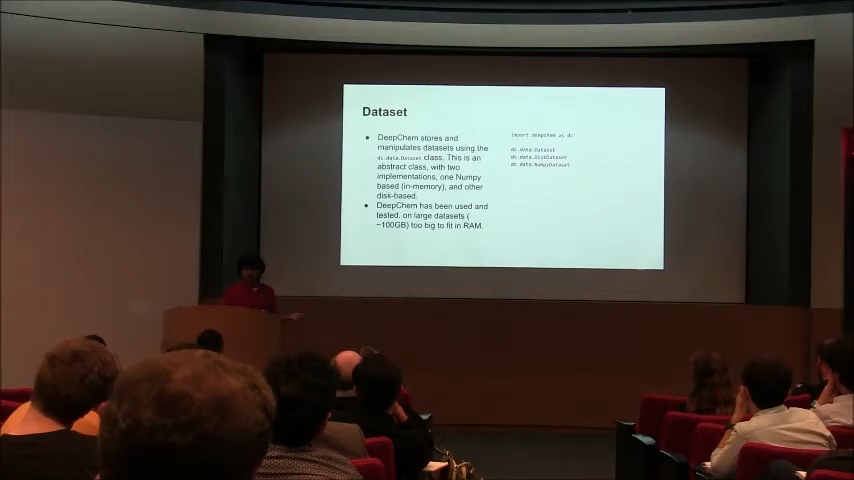 Dataset
● DeepChem stores and
manipulates datasets using the
dc.data.Dataset class. This is an
abstract class, with two
implementations, one Numpy
based (in-memory), and other
disk-based.
● DeepChem has been used and
tested. on large datasets (
~100GB) too big to fit in RAM.
import deepchem as dc
dc.data.Dataset
dc.data.DiskDataset
dc.data.NumpyDataset